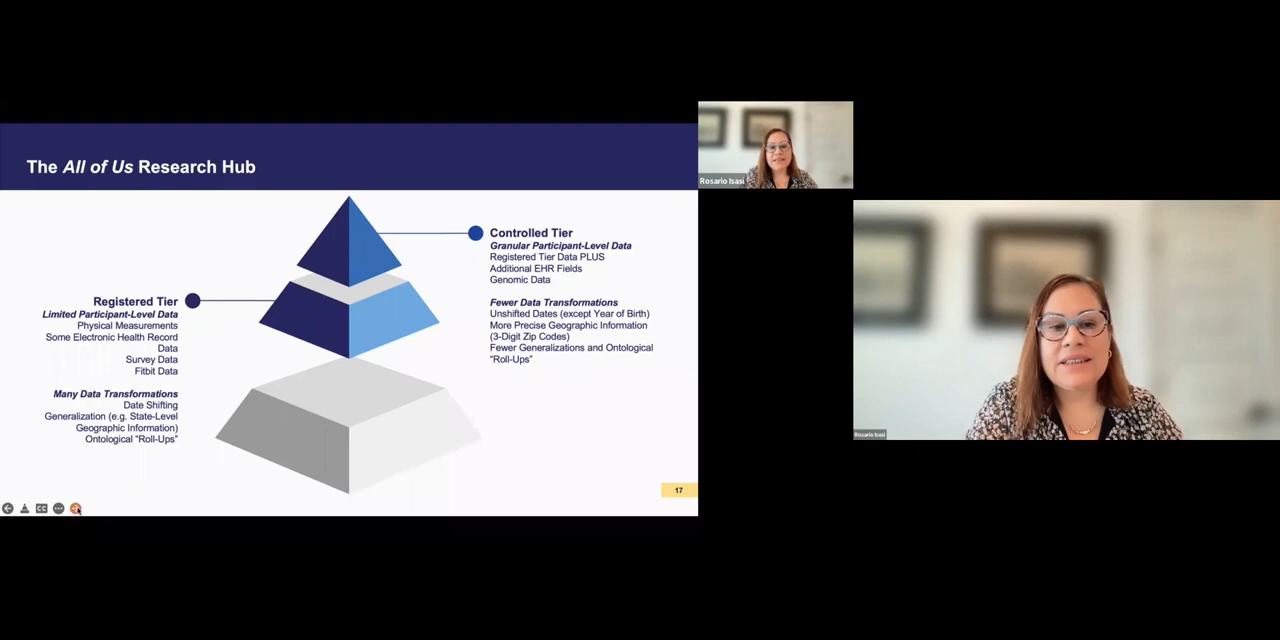 The All of Us Research Hub
Registered Tier
Limited Participant-Level Data
Physical Measurements
Some Electronic Health Record
Data
Survey Data
Fitbit Data
Many Data Transformations
Date Shifting
Generalization (e.g. State-Level
Geographic Information)
Ontological “Roll-Ups”
Controlled Tier
Granular Participant-Level Data
Registered Tier Data PLUS
Additional EHR Fields
Genomic Data
Fewer Data Transformations
Unshifted Dates (except Year of Birth)
More Precise Geographic Information
(3-Digit Zip Codes)
Fewer Generalizations and Ontological
“Roll-Ups”
17
CC
Rosario Isasi
Rosario Isasi